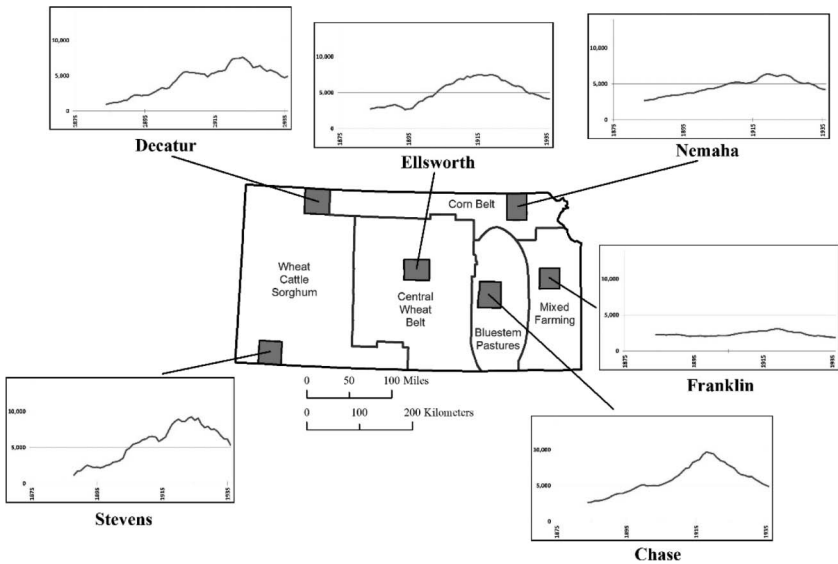 10,000
5,000
0
1875
1895
1915
1935
Decatur
10,000
5,000
0
1875
1895
1915
1935
Ellsworth
10,000
5,000
0
1875
1895
1915
1935
Nemaha
Corn Belt
Wheat
Cattle
Sorghum
Central
Wheat
Belt
Bluestem
Pastures
Mixed
Farming
10,000
5,000
0
1875
1895
1915
1935
Franklin
0 50 100 Miles
0 100 200 Kilometers
10,000
5,000
0
1875
1895
1915
1935
Stevens
10,000
5,000
0
1875
1895
1915
1935
Chase